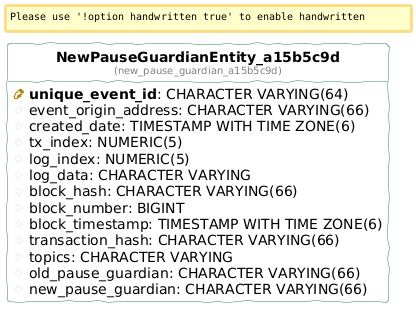 Please use '!option handwritten true' to enable handwritten
NewPauseGuardianEntity_a15b5c9d
(new_pause_guardian_a15b5c9d)
unique_event_id: CHARACTER VARYING(64)
event_origin_address: CHARACTER VARYING(66)
created_date: TIMESTAMP WITH TIME ZONE(6)
tx_index: NUMERIC(5)
log_index: NUMERIC(5)
log_data: CHARACTER VARYING
block_hash: CHARACTER VARYING(66)
block_number: BIGINT
block_timestamp: TIMESTAMP WITH TIME ZONE(6)
transaction_hash: CHARACTER VARYING(66)
topics: CHARACTER VARYING
old_pause_guardian: CHARACTER VARYING(66)
new_pause_guardian: CHARACTER VARYING(66)